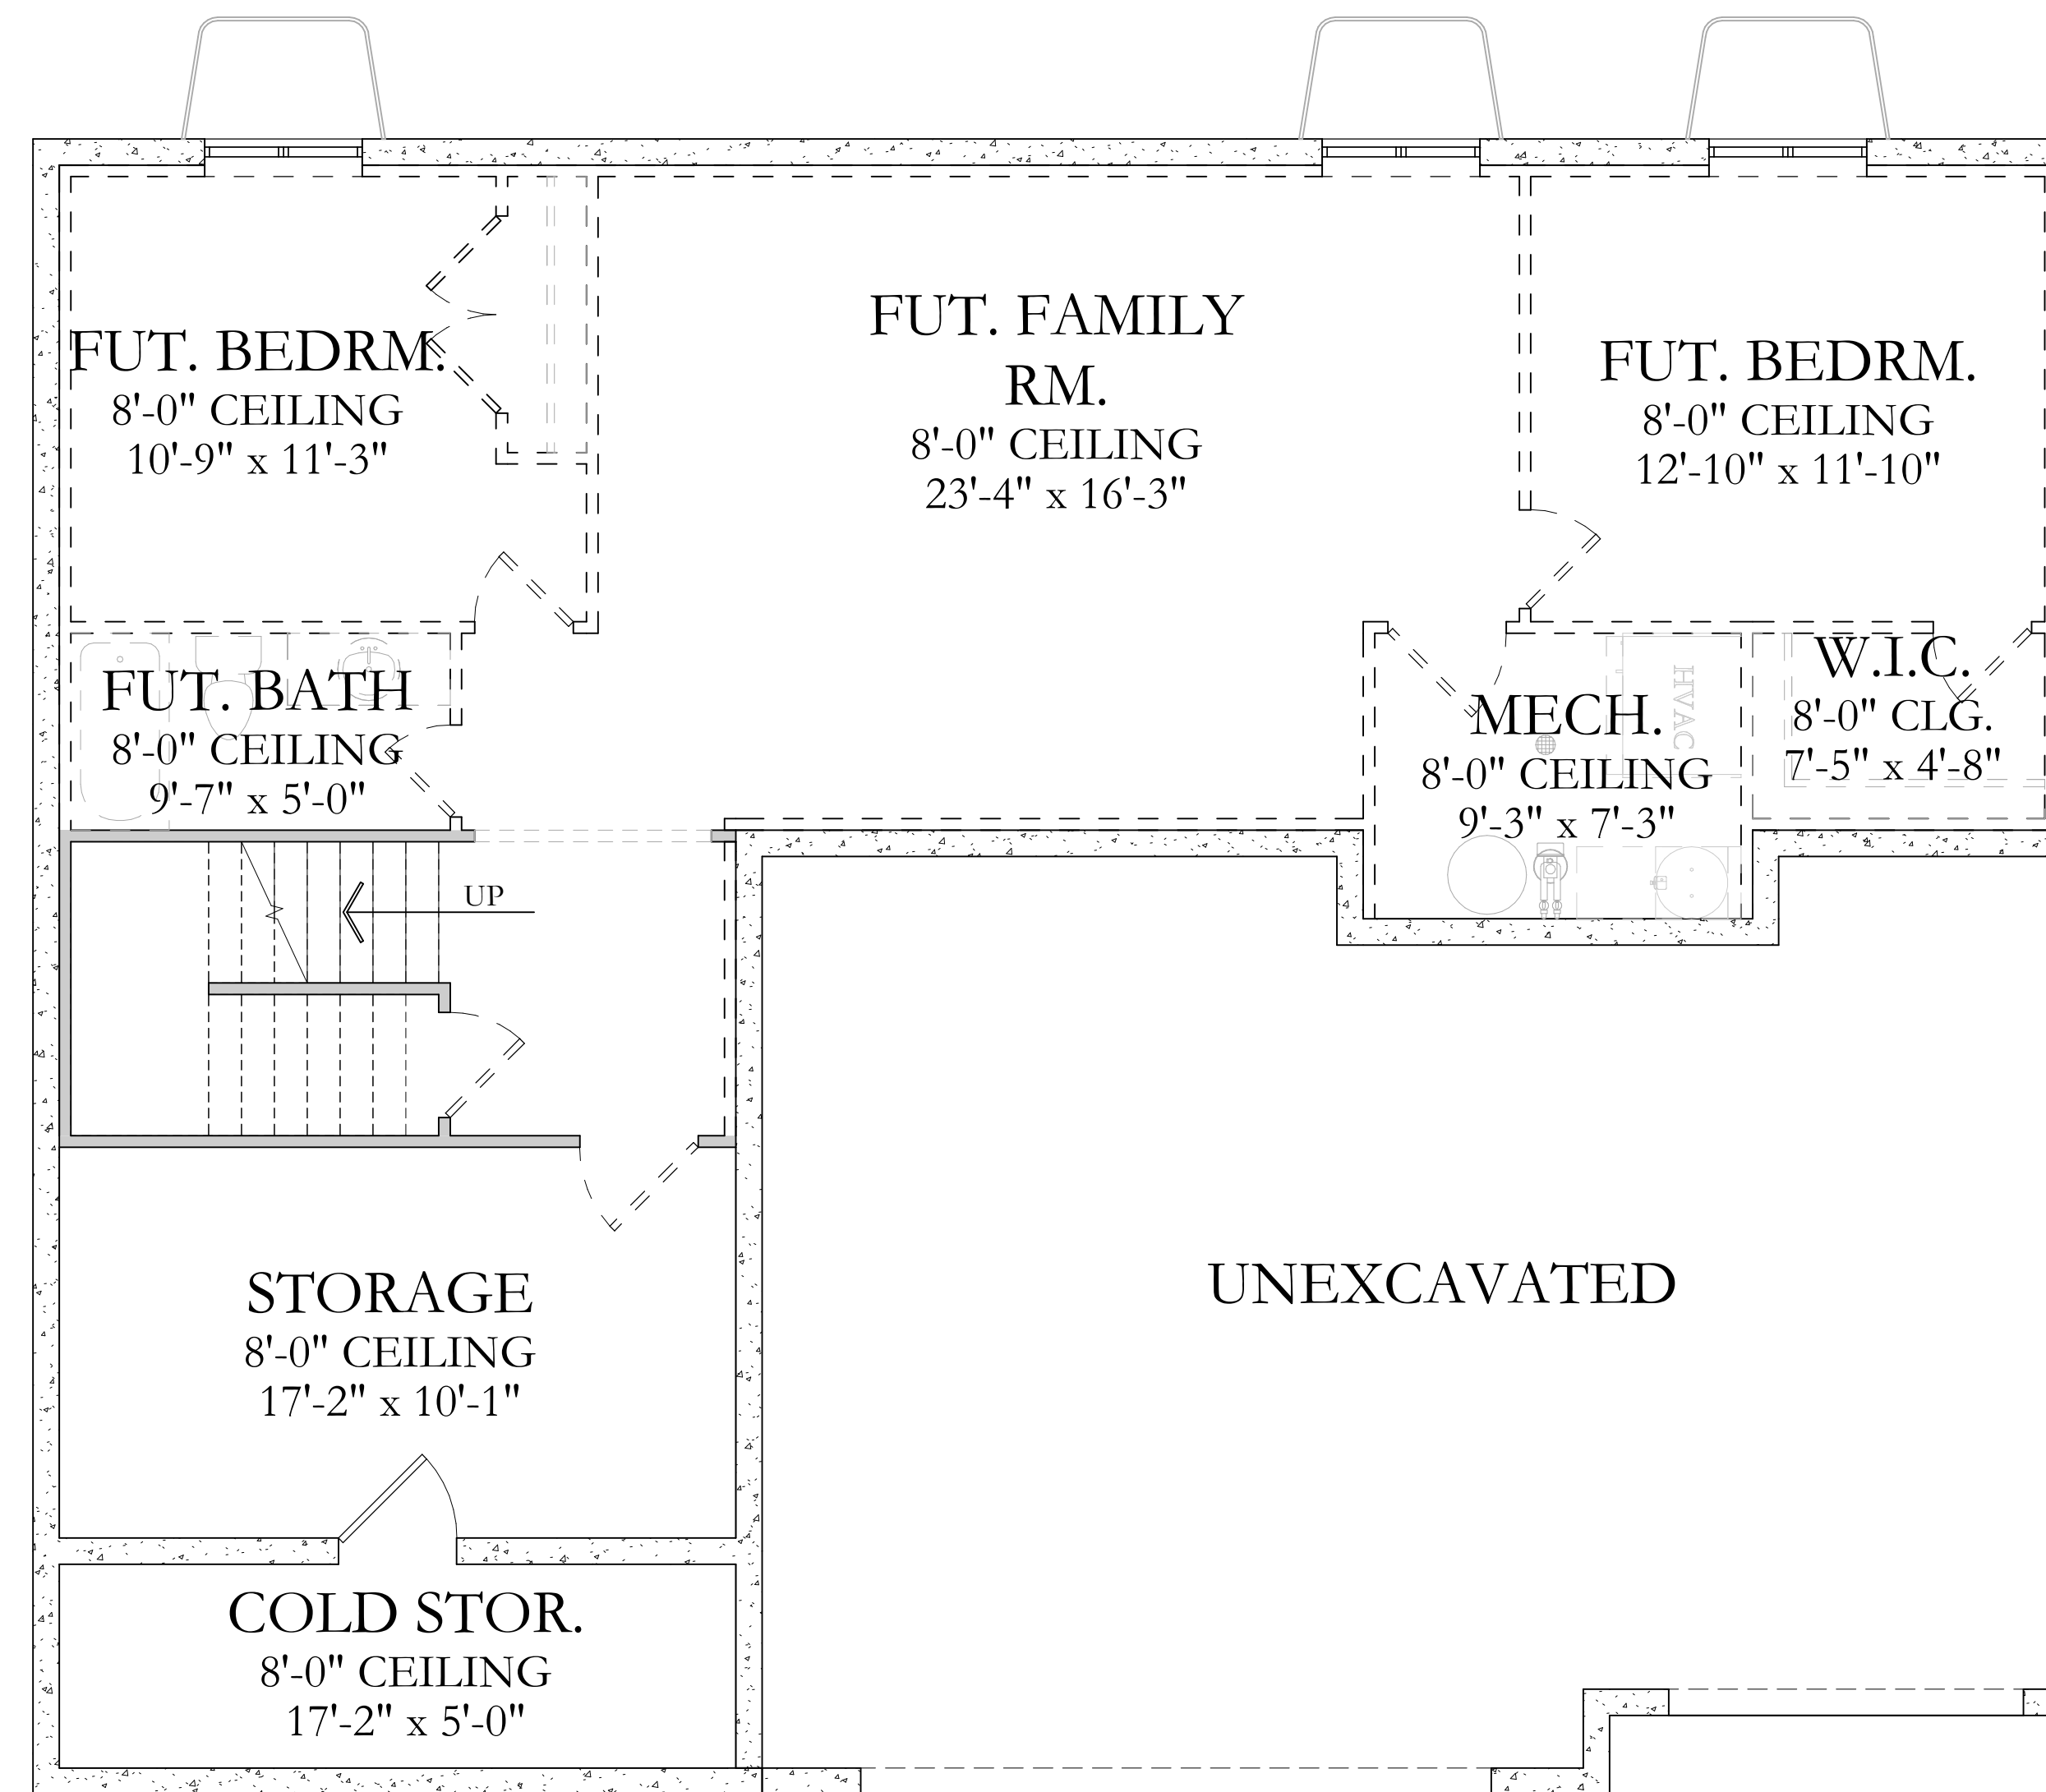 FUT. BEDRM.
8'-0" CEILING
10'-9" x 11'-3"
FUT. FAMILY
RM.
8'-0" CEILING
23'-4" x 16'-3"
FUT. BEDRM.
8'-0" CEILING
12'-10" x 11'-10"
FUT. BATH
8'-0" CEILING
9'-7" x 5'-0"
MECH.
8'-0" CEILING
9'-3" x 7'-3"
HVAC
W.I.C.
8'-0" CLG.
7'-5" x 4'-8"
UP
STORAGE
8'-0" CEILING
17'-2" x 10'-1"
UNEXCAVATED
COLD STOR.
8'-0" CEILING
17'-2" x 5'-0"